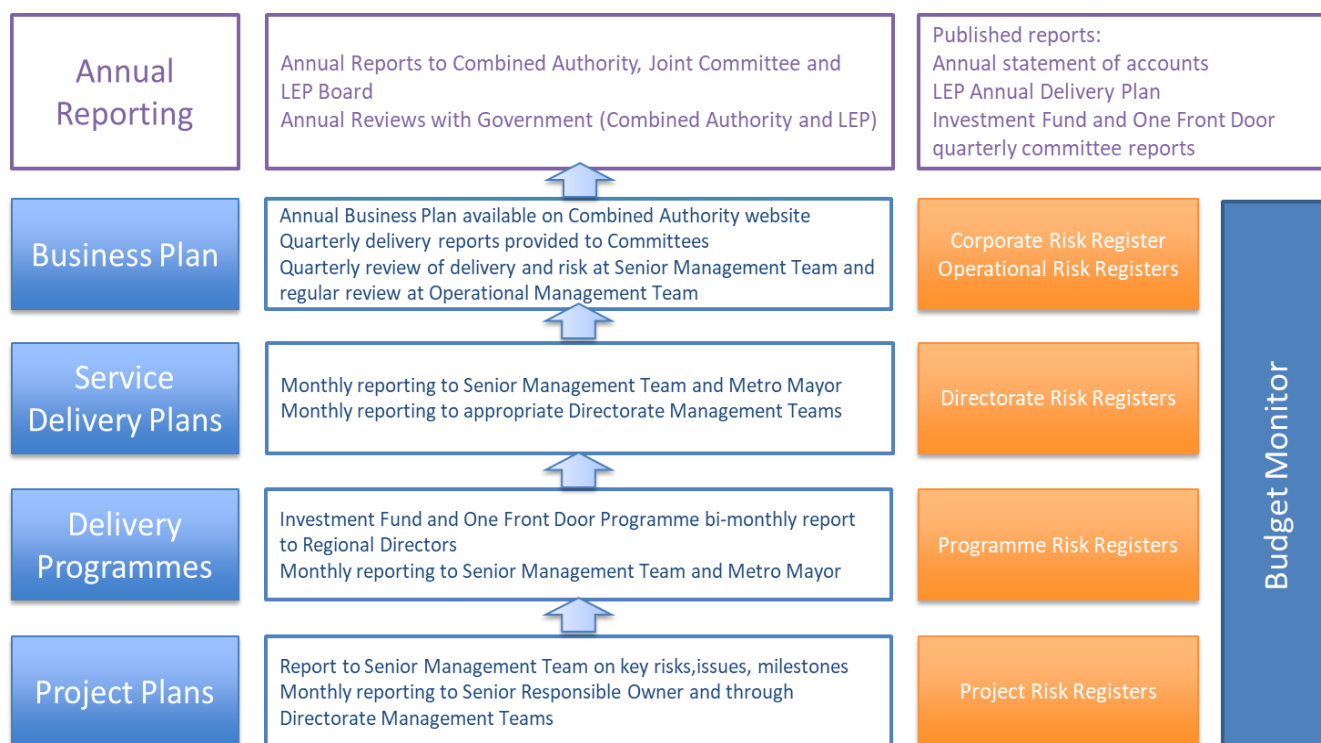 Annual
Reporting
Annual Reports to Combined Authority, Joint Committee and
LEP Board
Annual Reviews with Government (Combined Authority and LEP)
Published reports:
Annual statement of accounts
LEP Annual Delivery Plan
Investment Fund and One Front Door
quarterly committee reports
Business Plan
Annual Business Plan available on Combined Authority website
Quarterly delivery reports provided to Committees
Quarterly review of delivery and risk at Senior Management Team and
regular review at Operational Management Team
Corporate Risk Register
Operational Risk Registers
Service
Delivery Plans
Monthly reporting to Senior Management Team and Metro Mayor
Monthly reporting to appropriate Directorate Management Teams
Directorate Risk Registers
Delivery
Programmes
Investment Fund and One Front Door Programme bi-monthly report
to Regional Directors
Monthly reporting to Senior Management Team and Metro Mayor
Programme Risk Registers
Project Plans
Report to Senior Management Team on key risks,issues, milestones
Monthly reporting to Senior Responsible Owner and through
Directorate Management Teams
Project Risk Registers
Budget Monitor